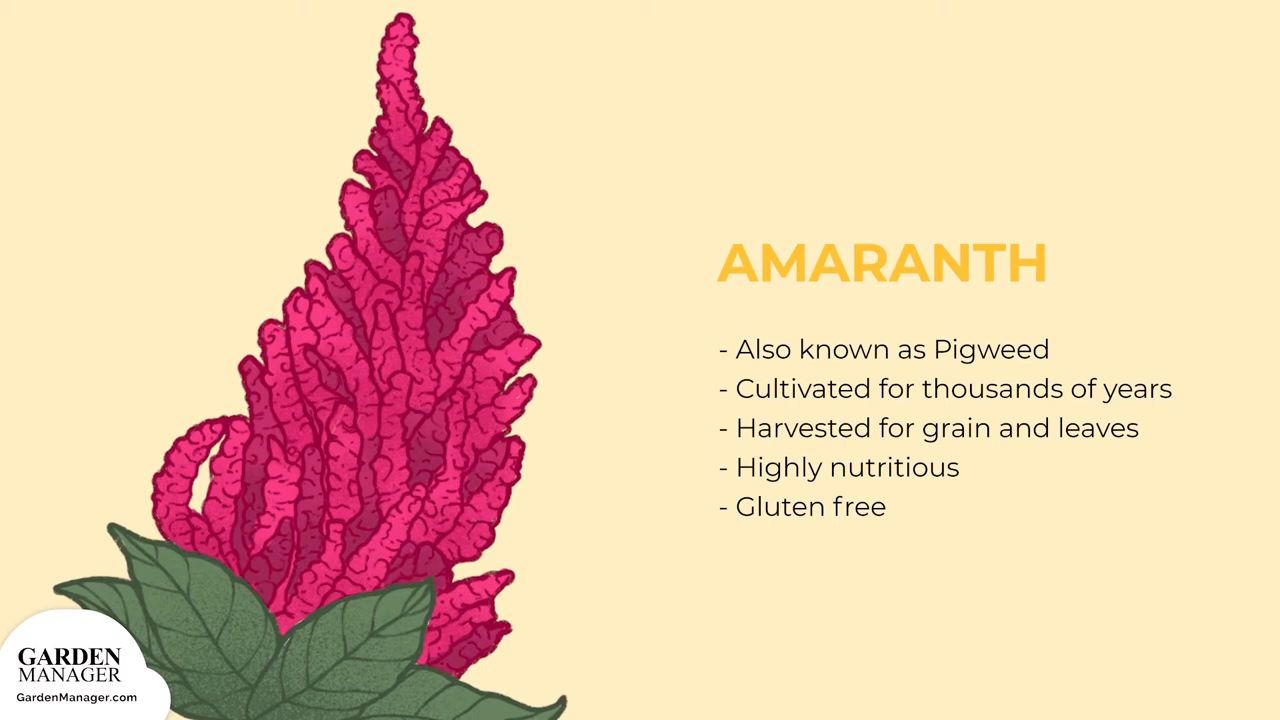 AMARANTH
- Also known as Pigweed
- Cultivated for thousands of years
- Harvested for grain and leaves
- Highly nutritious
- Gluten free
GARDEN
MANAGER
GardenManager.com